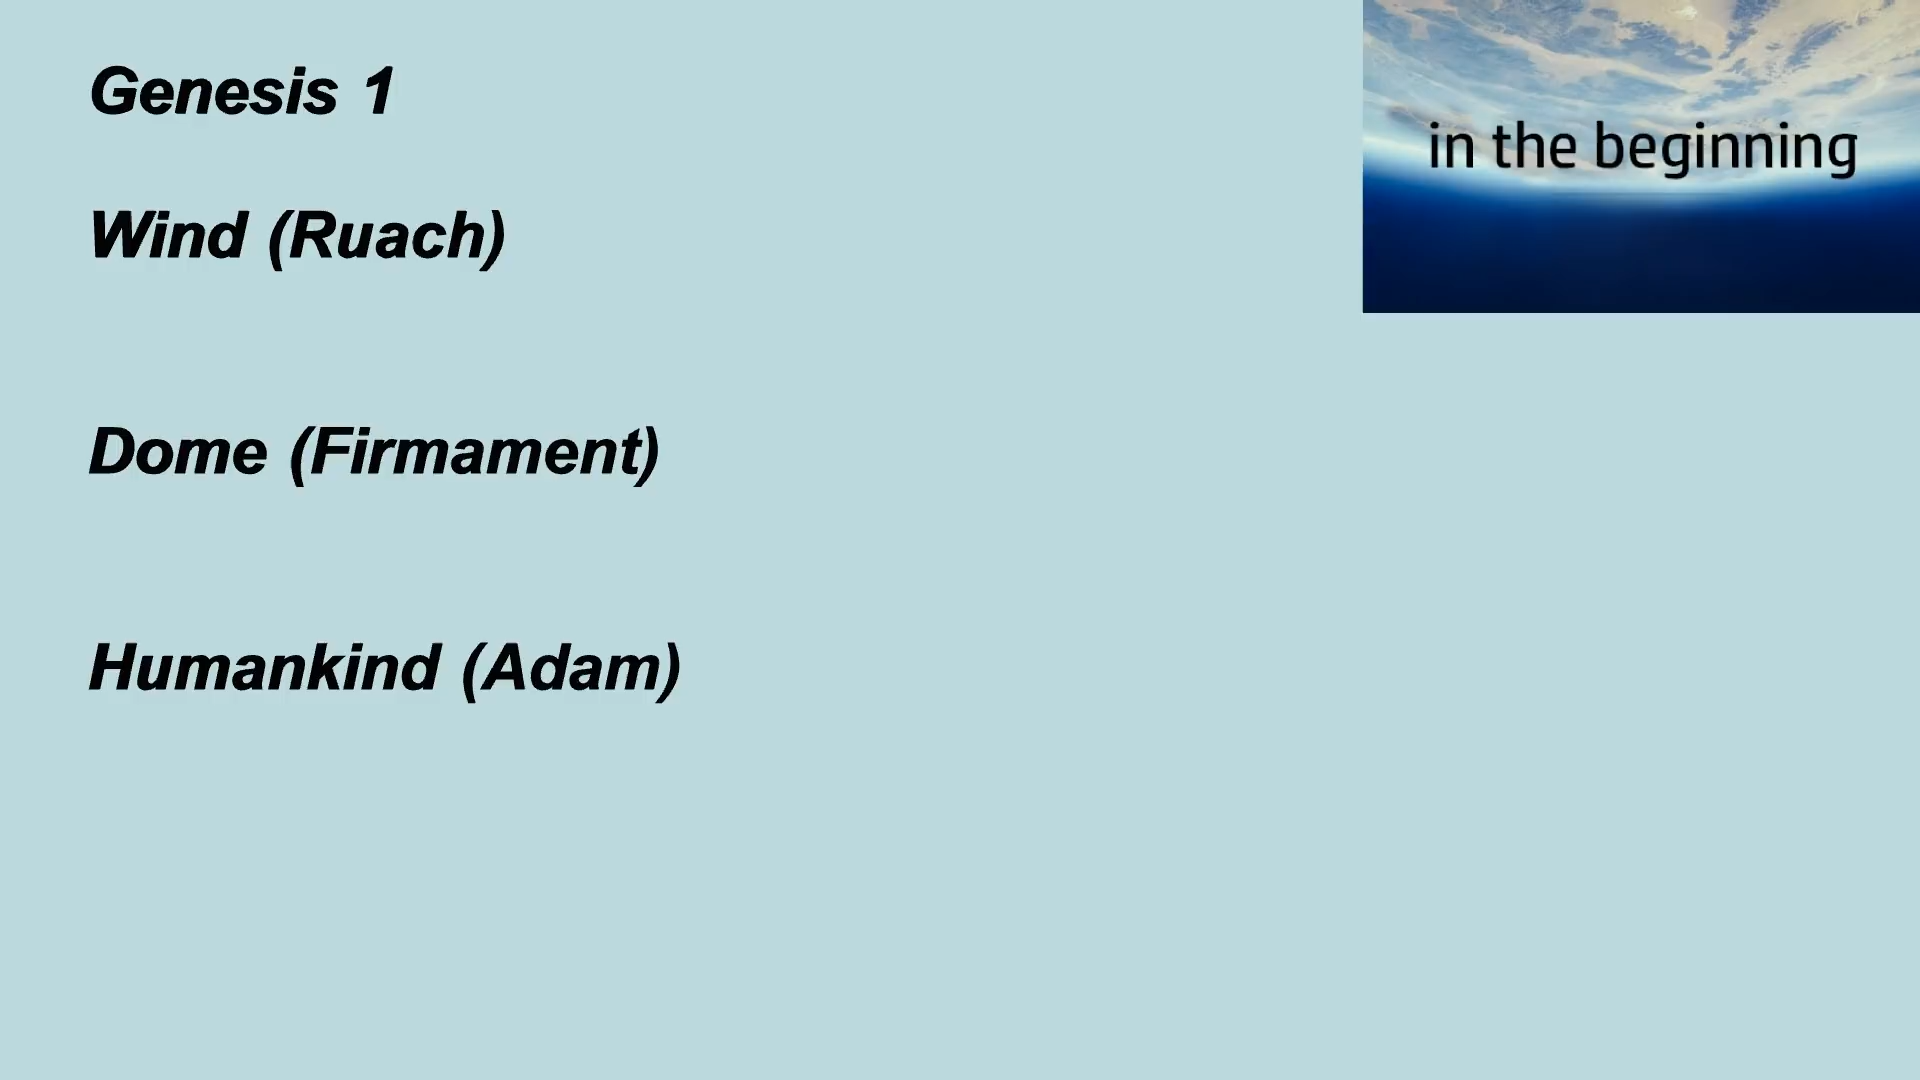 Genesis 1
in the beginning
Wind (Ruach)
Dome (Firmament)
Humankind (Adam)